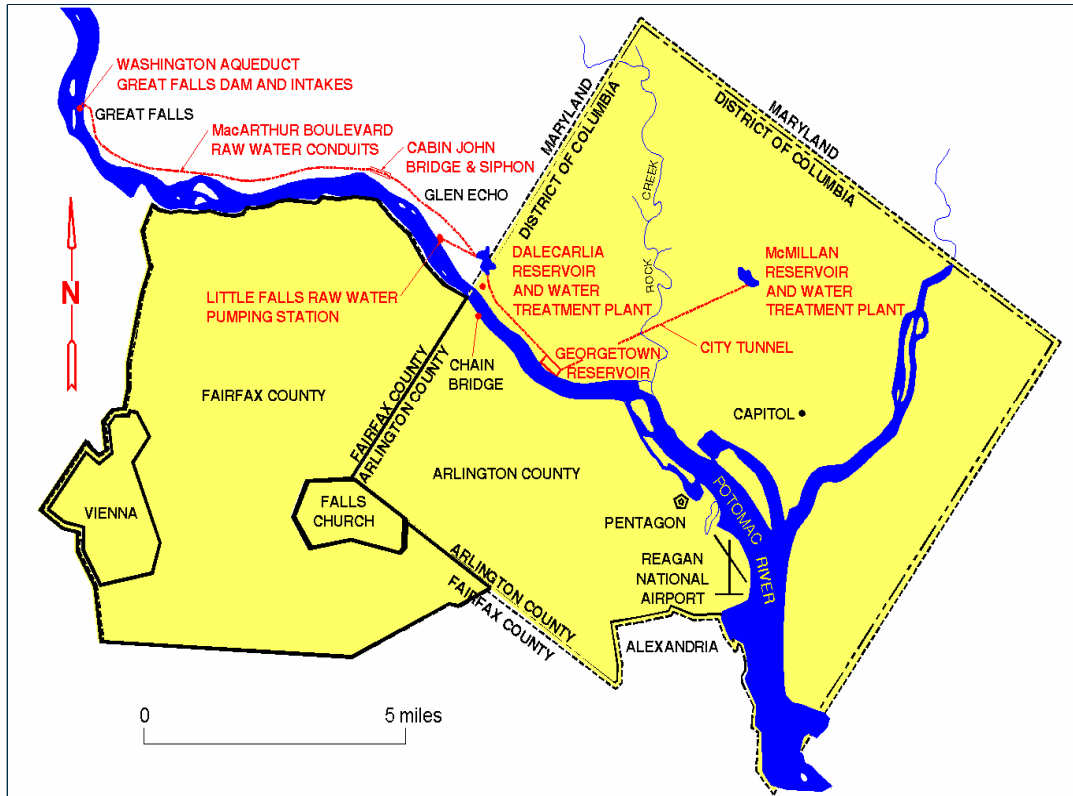 WASHINGTON AQUEDUCT
GREAT FALLS DAM AND INTAKES
GREAT FALLS
MacARTHUR BOULEVARD
RAW WATER CONDUITS
CABIN JOHN
BRIDGE & SIPHON
GLEN ECHO
MARYLAND
DISTRICT OF COLUMBIA
MARYLAND
DISTRICT OF COLUMBIA
ROCK CREEK
N
DALECARLIA
RESERVOIR
AND WATER
TREATMENT PLANT
McMILLAN
RESERVOIR
AND WATER
TREATMENT PLANT
LITTLE FALLS RAW WATER
PUMPING STATION
CITY TUNNEL
GEORGETOWN
RESERVOIR
CHAIN
BRIDGE
FAIRFAX COUNTY
FAIRFAX COUNTY
ARLINGTON COUNTY
CAPITOL
ARLINGTON COUNTY
VIENNA
FALLS
CHURCH
PENTAGON
POTOMAC RIVER
REAGAN
NATIONAL
AIRPORT
ARLINGTON COUNTY
FAIRFAX COUNTY
ALEXANDRIA
0
5 miles